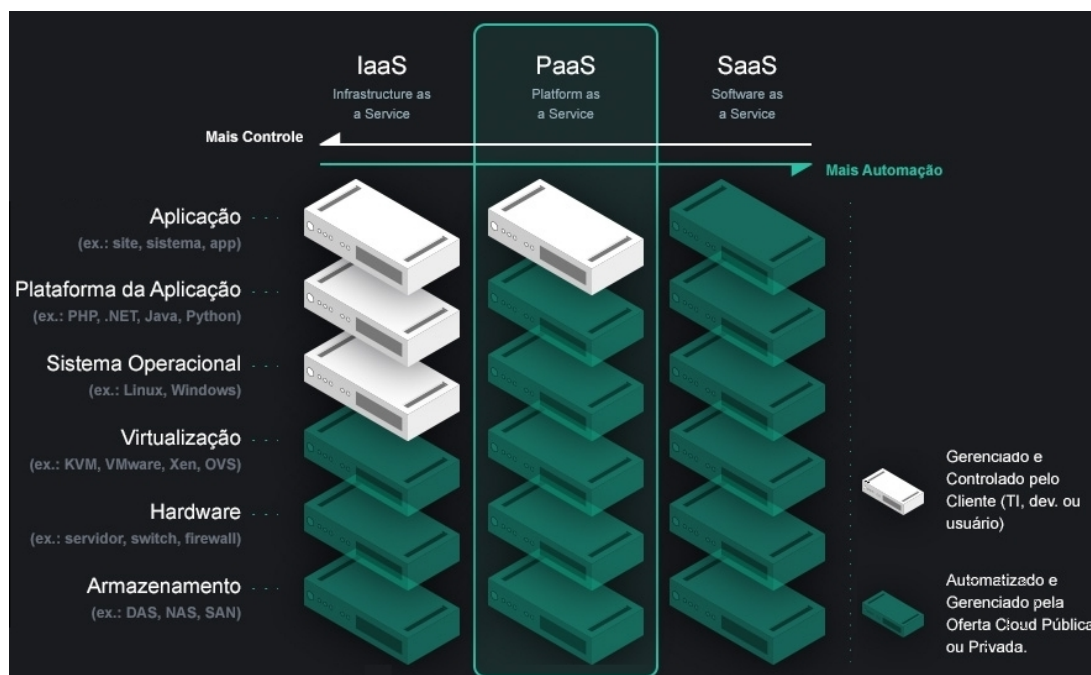 IaaS
Infrastructure as
a Service
PaaS
Platform as
a Service
SaaS
Software as
a Service
Mais Controle
Mais Automação
Aplicação
(ex.: site, sistema, app)
Plataforma da Aplicação
(ex.: PHP, .NET, Java, Python)
Sistema Operacional
(ex.: Linux, Windows)
Virtualização
(ex.: KVM, VMware, Xen, OVS)
Hardware
(ex.: servidor, switch, firewall)
Armazenamento
(ex.: DAS, NAS, SAN)
Gerenciado e
Controlado pelo
Cliente (TI, dev. ou
usuário)
Automatizado e
Gerenciado pela
Oferta Cloud Pública
ou Privada.